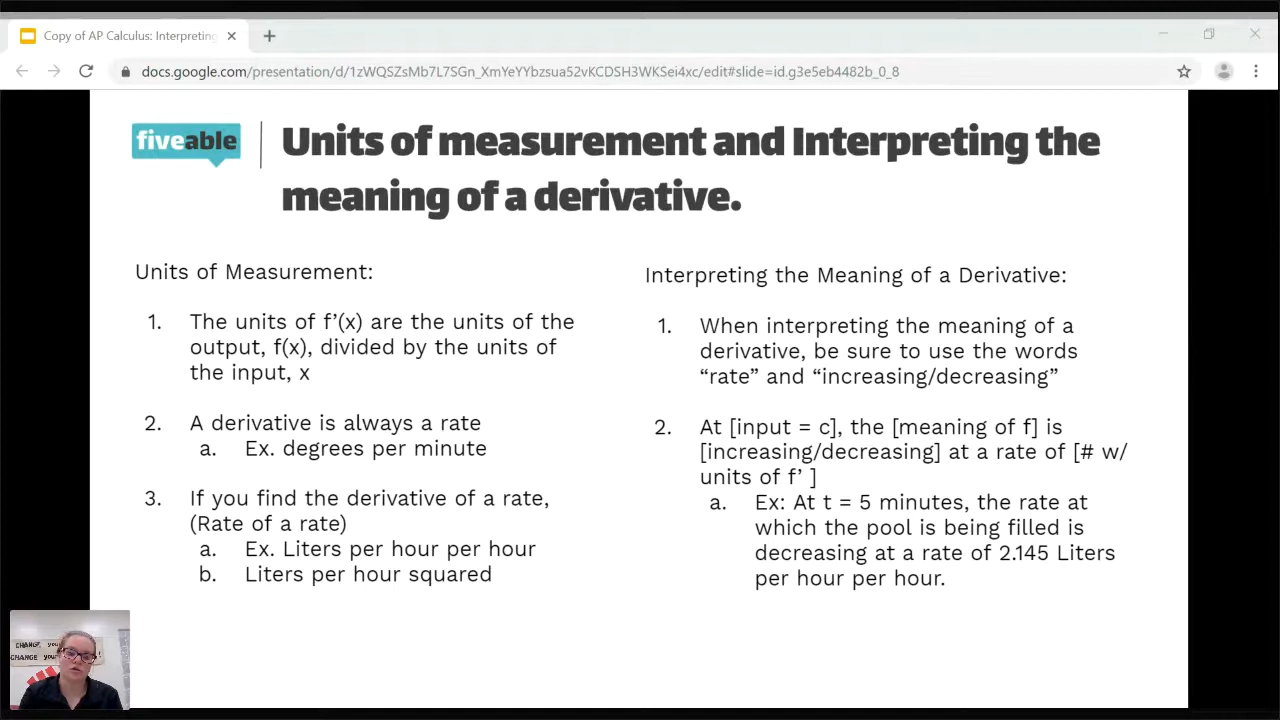 Copy of AP Calculus: Interpreting
docs.google.com/presentation/d/1zWQSZsMb7L7SGn_XmYeYYbzsua52vKCDSH3WKSei4xc/edit#slide=id.g3e5eb4482b_0_8
fiveable
Units of measurement and Interpreting the
meaning of a derivative.
Units of Measurement:
1. The units of f’(x) are the units of the
output, f(x), divided by the units of
the input, x
2. A derivative is always a rate
a. Ex. degrees per minute
3. If you find the derivative of a rate,
(Rate of a rate)
a. Ex. Liters per hour per hour
b. Liters per hour squared
Interpreting the Meaning of a Derivative:
1. When interpreting the meaning of a
derivative, be sure to use the words
“rate” and “increasing/decreasing”
2. At [input = c], the [meaning of f] is
[increasing/decreasing] at a rate of [# w/
units of f’ ]
a. Ex: At t = 5 minutes, the rate at
which the pool is being filled is
decreasing at a rate of 2.145 Liters
per hour per hour.
CHANGE you
CHANGE your